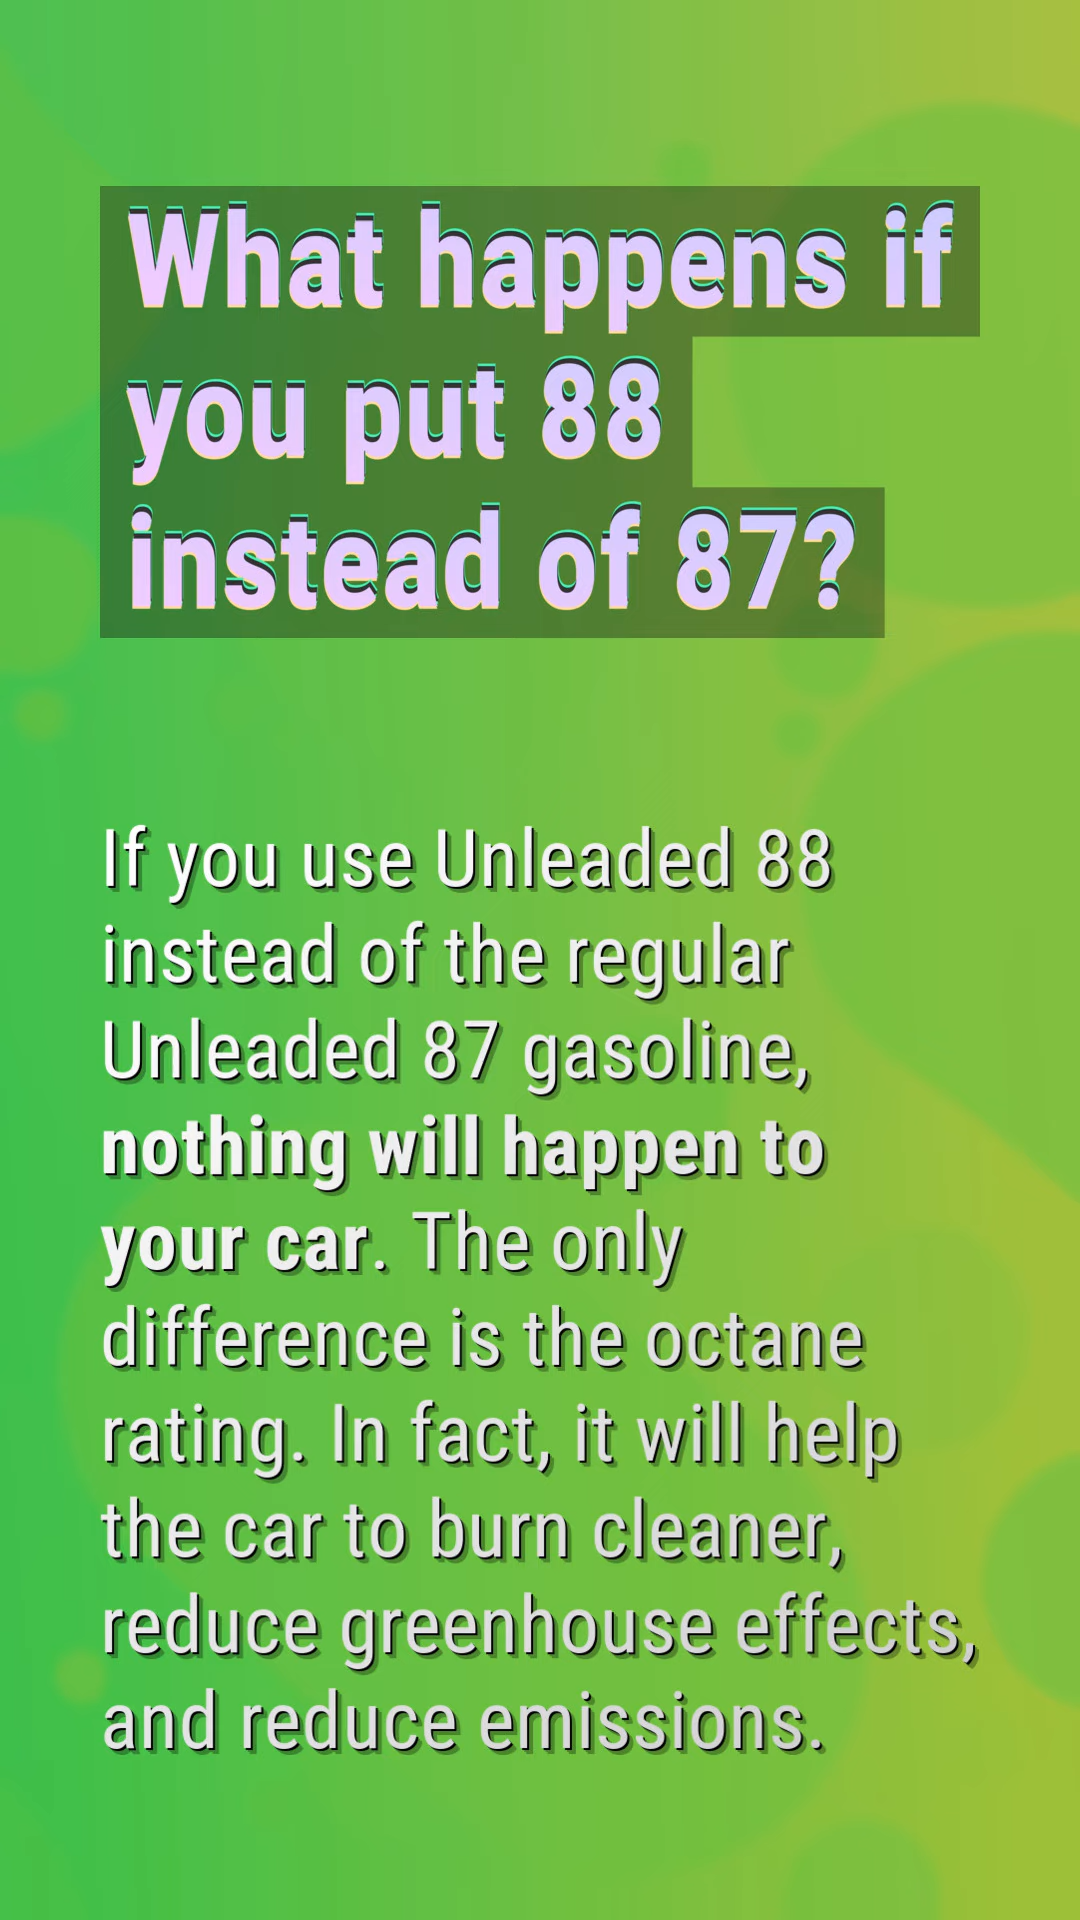 What happens if
you put 88
instead of 87?
If you use Unleaded 88
instead of the regular
Unleaded 87 gasoline,
nothing will happen to
your car. The only
difference is the octane
rating. In fact, it will help
the car to burn cleaner,
reduce greenhouse effects,
and reduce emissions.